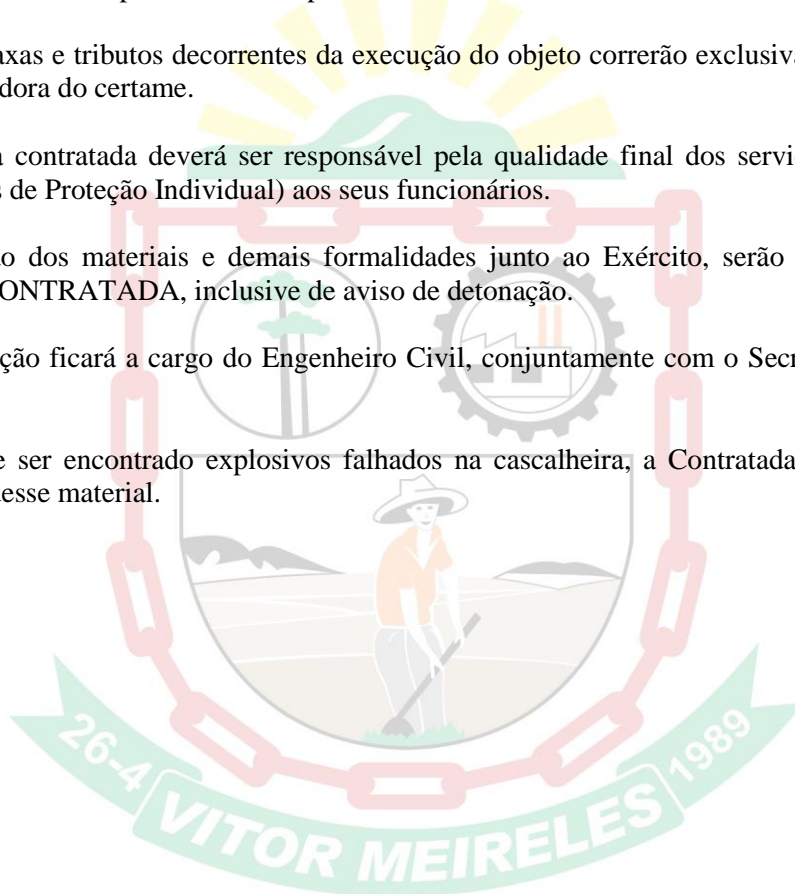 axas e tributos decorrentes da execução do objeto correrão exclusiva
dora do certame.
a contratada deverá ser responsável pela qualidade final dos servi
s de Proteção Individual) aos seus funcionários.
o dos materiais e demais formalidades junto ao Exército, serão
ONTRATADA, inclusive de aviso de detonação.
ção ficará a cargo do Engenheiro Civil, conjuntamente com o Secr
e ser encontrado explosivos falhados na cascalheira, a Contratada
desse material.
26-4 VITOR MEIRELES 1989